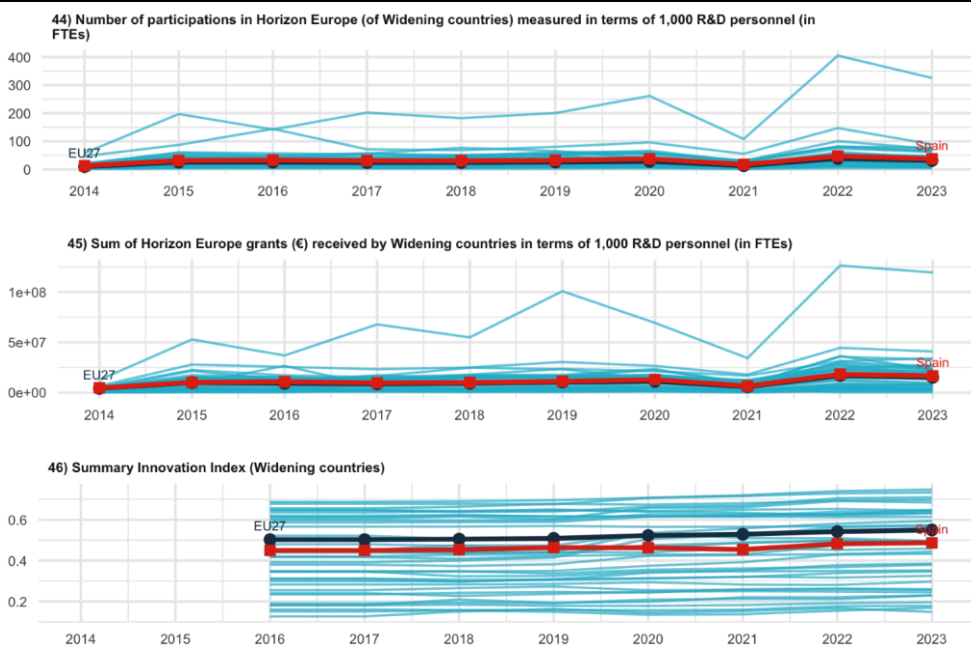 44) Number of participations in Horizon Europe (of Widening countries) measured in terms of 1,000 R&D personnel (in
FTEs)
400
300
200
100
0
EU27
Spain
2014 2015 2016 2017 2018 2019 2020 2021 2022 2023
45) Sum of Horizon Europe grants (€) received by Widening countries in terms of 1,000 R&D personnel (in FTEs)
1e+08
5e+07
0e+00
EU27
Spain
2014 2015 2016 2017 2018 2019 2020 2021 2022 2023
46) Summary Innovation Index (Widening countries)
0.6
0.4
0.2
EU27
Spain
2014 2015 2016 2017 2018 2019 2020 2021 2022 2023